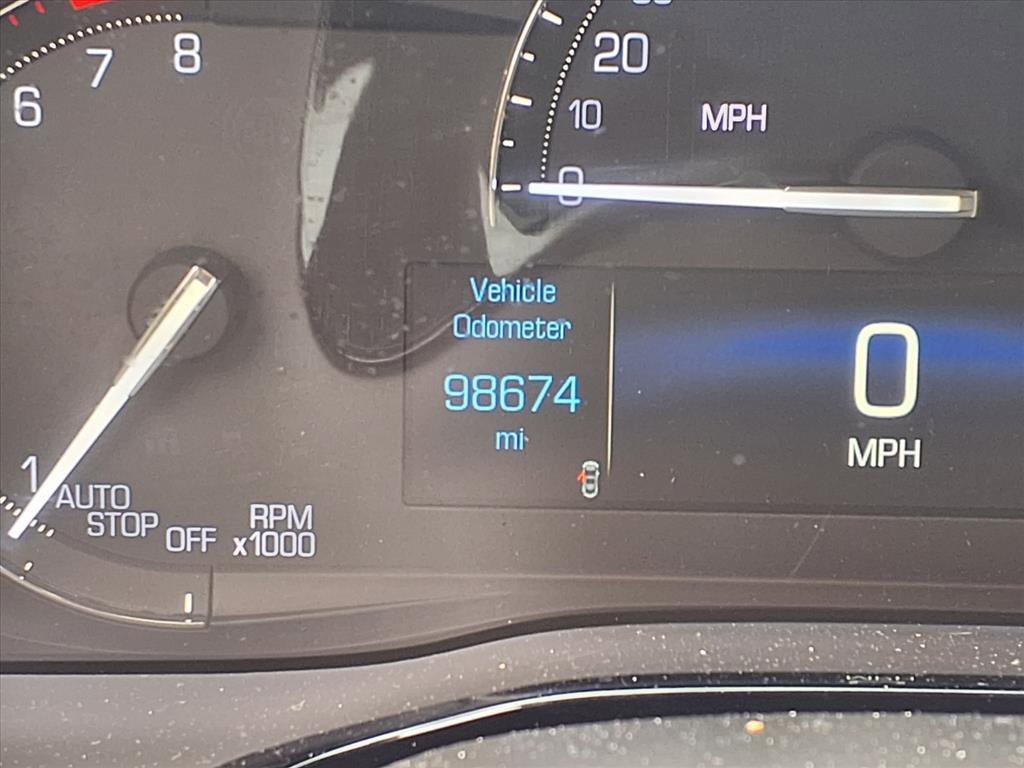 6
7
8
20
10
MPH
0
Vehicle
Odometer
98674
mi
0
MPH
1
AUTO
STOP OFF
RPM
x1000